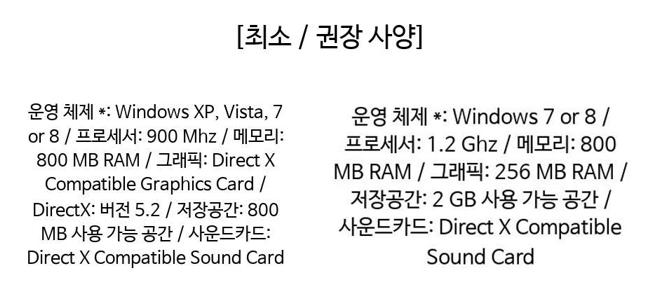 [최소 / 권장 사양]
운영 체제 *: Windows XP, Vista, 7
or 8 / 프로세서: 900 Mhz / 메모리:
800 MB RAM / 그래픽: Direct X
Compatible Graphics Card /
DirectX: 버전 5.2 / 저장공간: 800
MB 사용 가능 공간 / 사운드카드:
Direct X Compatible Sound Card
운영 체제 *: Windows 7 or 8 /
프로세서: 1.2 Ghz / 메모리: 800
MB RAM / 그래픽: 256 MB RAM /
저장공간: 2 GB 사용 가능 공간 /
사운드카드: Direct X Compatible
Sound Card